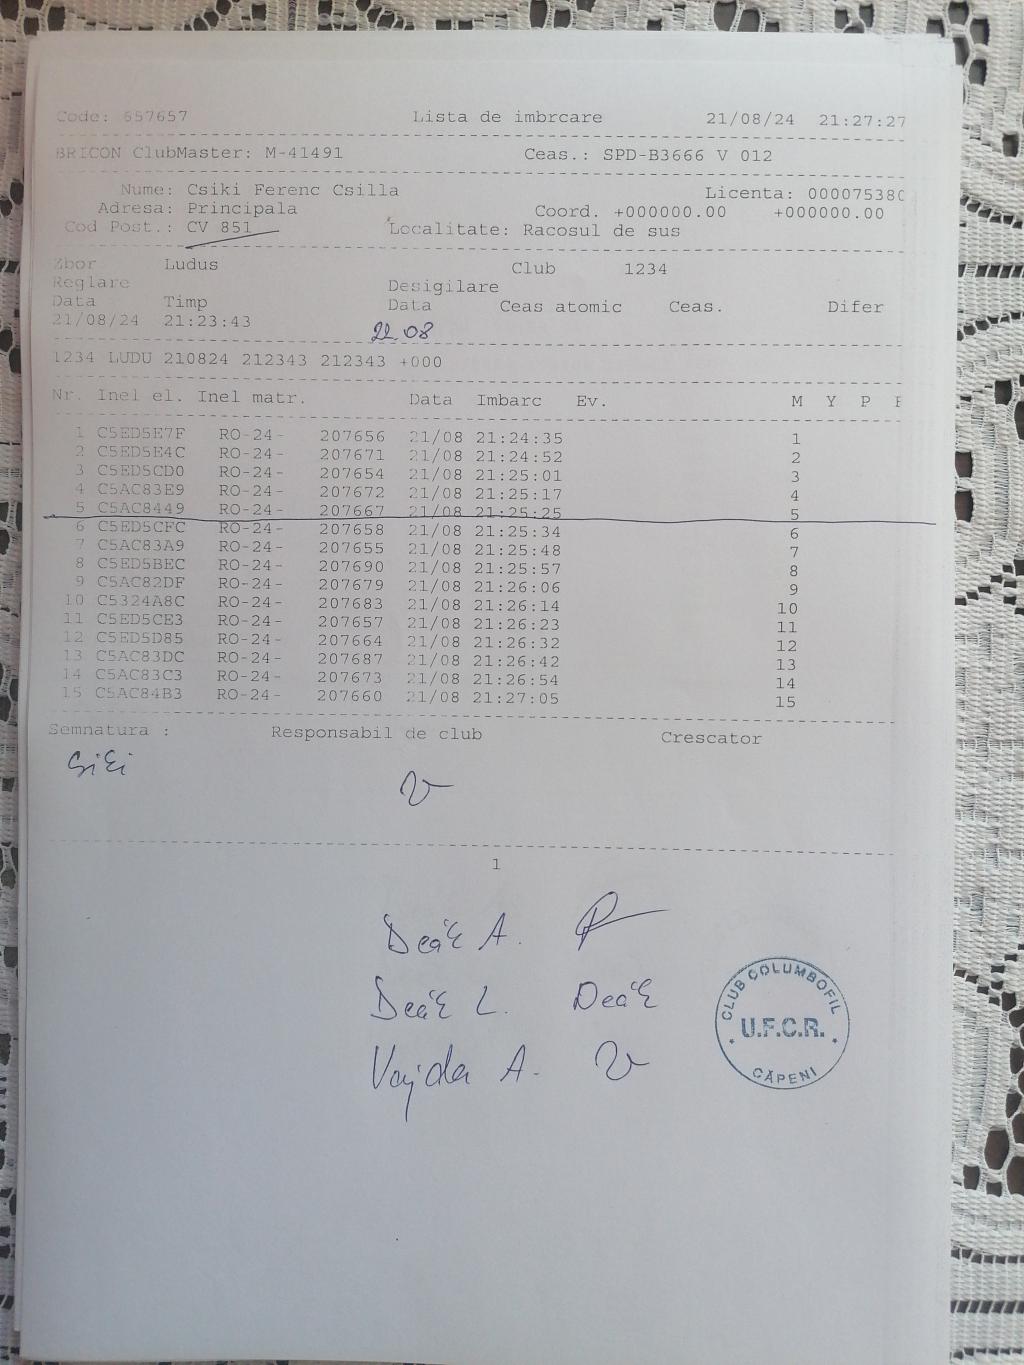 Code: 657657 Lista de imbrcare 21/08/24 21:27:27
BRICON ClubMaster: M-41491 Ceas.: SPD-B3666 V 012
Nume: Csiki Ferenc Csilla Licenta: 000075380
Adresa: Principala Coord. +000000.00 +000000.00
Cod Post.: CV 851 Localitate: Racosul de sus
Zbor Ludus Club 1234
Reglare Desigilare
Data Timp Data Ceas atomic Ceas. Difer
21/08/24 21:23:43 22.08
1234 LUDU 210824 212343 212343 +000
Nr. Inel el. Inel matr. Data Imbarc Ev. M Y P
1 C5ED5E7F RO-24- 207656 21/08 21:24:35 1
2 C5ED5E4C RO-24- 207671 21/08 21:24:52 2
3 C5ED5CD0 RO-24- 207654 21/08 21:25:01 3
4 C5AC83E9 RO-24- 207672 21/08 21:25:17 4
5 C5AC8449 RO-24- 207667 21/08 21:25:25 5
6 C5ED5CFC RO-24- 207658 21/08 21:25:34 6
7 C5AC83A9 RO-24- 207655 21/08 21:25:48 7
8 C5ED5BEC RO-24- 207690 21/08 21:25:57 8
9 C5AC82DF RO-24- 207679 21/08 21:26:06 9
10 C5324A8C RO-24- 207683 21/08 21:26:14 10
11 C5ED5CE3 RO-24- 207657 21/08 21:26:23 11
12 C5ED5D85 RO-24- 207664 21/08 21:26:32 12
13 C5AC83DC RO-24- 207687 21/08 21:26:42 13
14 C5AC83C3 RO-24- 207673 21/08 21:26:54 14
15 C5AC84B3 RO-24- 207660 21/08 21:27:05 15
Semnatura : Responsabil de club Crescator
1
Deák A.
Deák L. Deák
Vajda A.
CLUB COLUMBOFIL
U.F.C.R.
CĂPENI